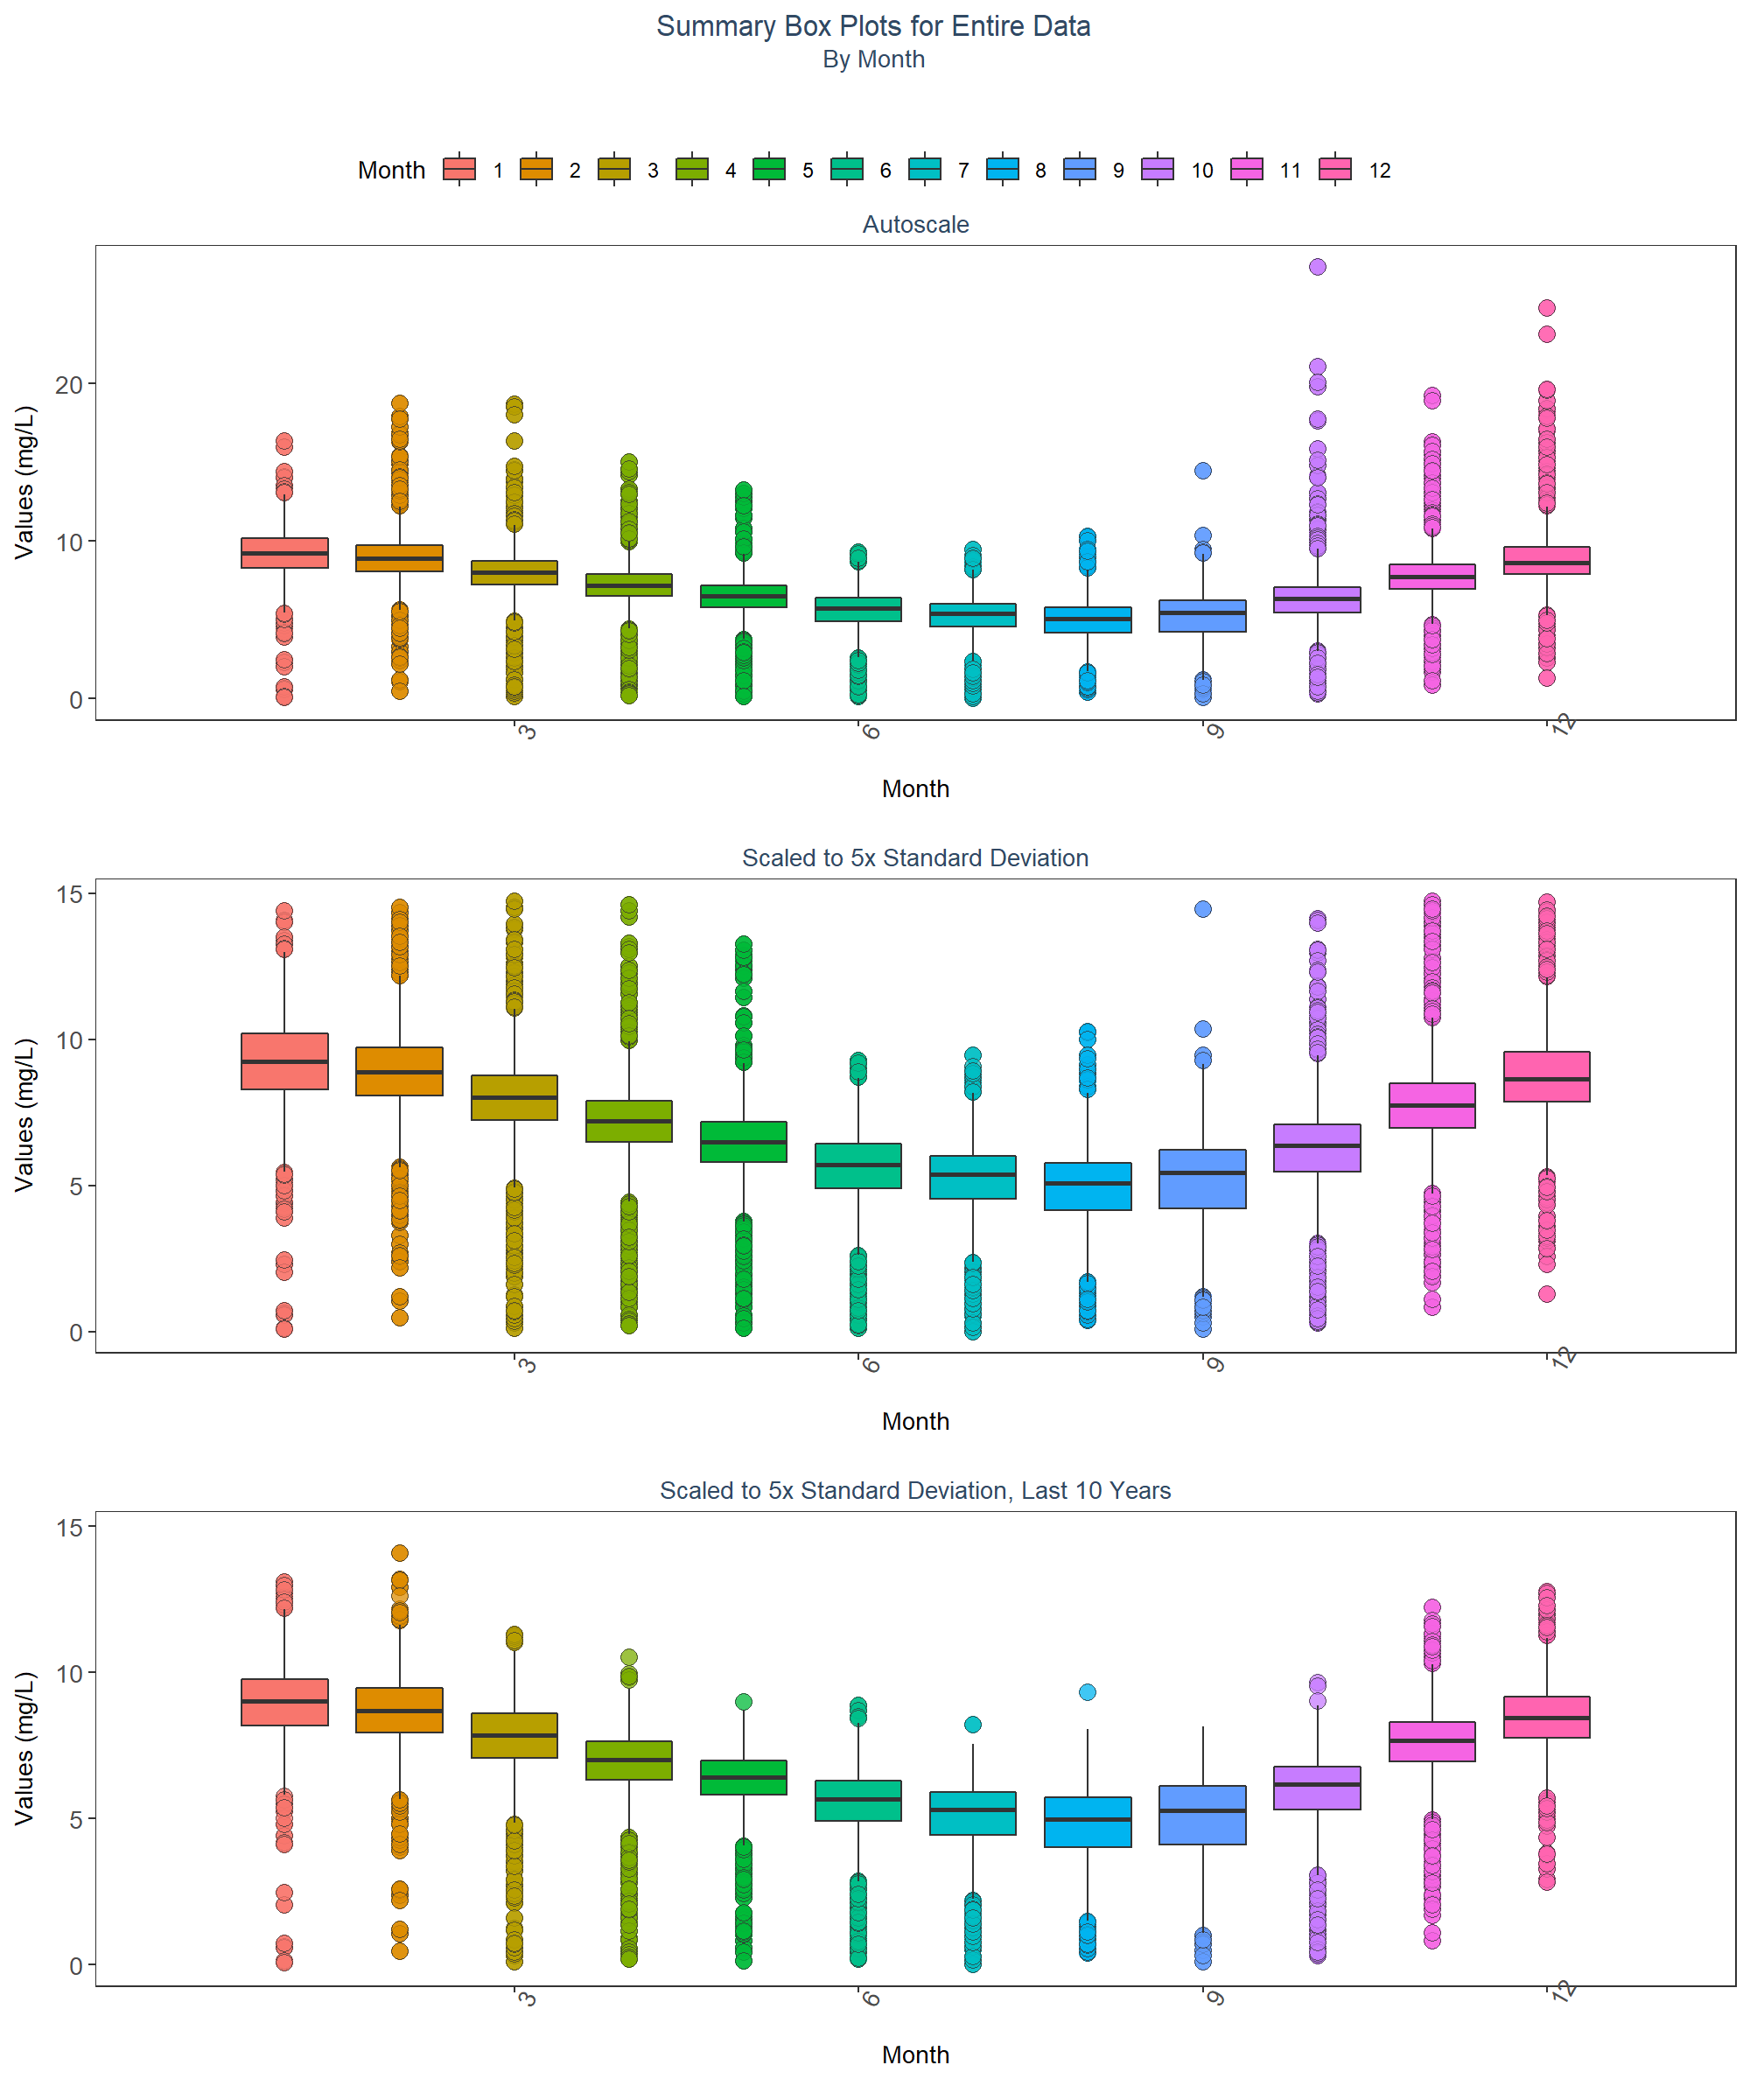 Summary Box Plots for Entire Data
By Month
Month 1 2 3 4 5 6 7 8 9 10 11 12
Autoscale
Values (mg/L)
20
10
0
3 6 9 12
Month
Scaled to 5x Standard Deviation
Values (mg/L)
15
10
5
0
3 6 9 12
Month
Scaled to 5x Standard Deviation, Last 10 Years
Values (mg/L)
15
10
5
0
3 6 9 12
Month